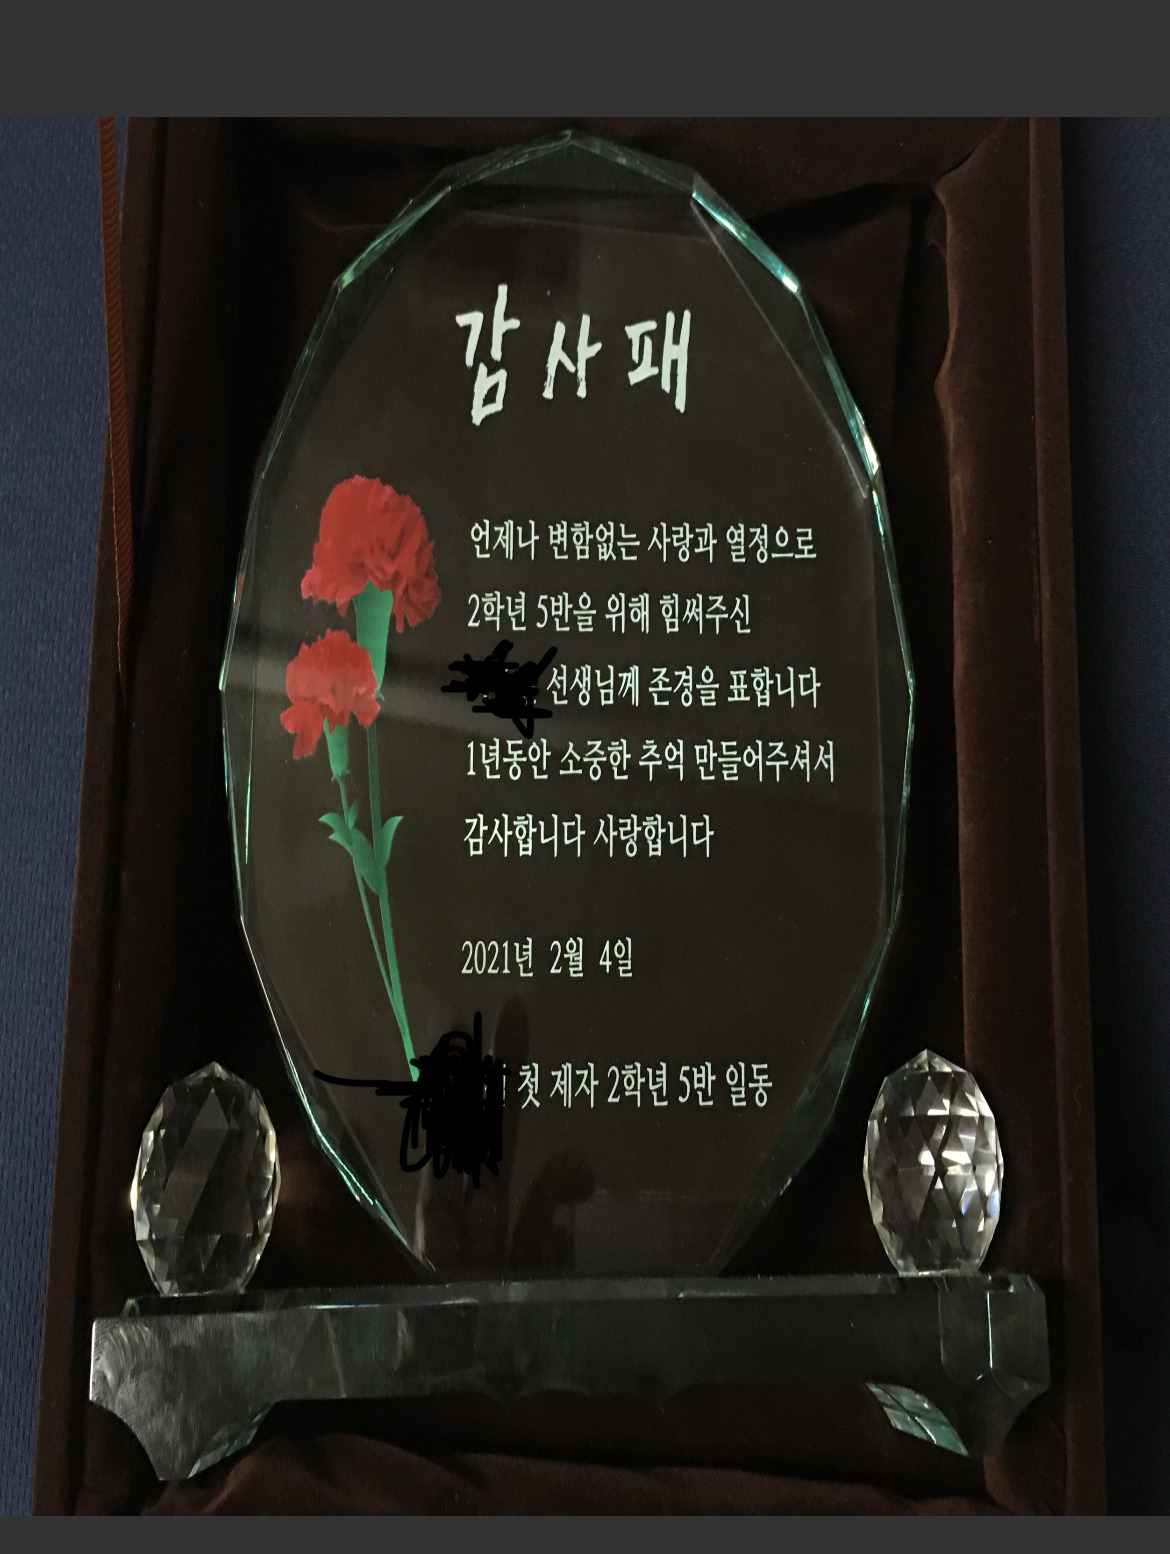 감사패
언제나 변함없는 사랑과 열정으로
2학년 5반을 위해 힘써주신
선생님께 존경을 표합니다
1년동안 소중한 추억 만들어주셔서
감사합니다 사랑합니다
2021년 2월 4일
첫 제자 2학년 5반 일동